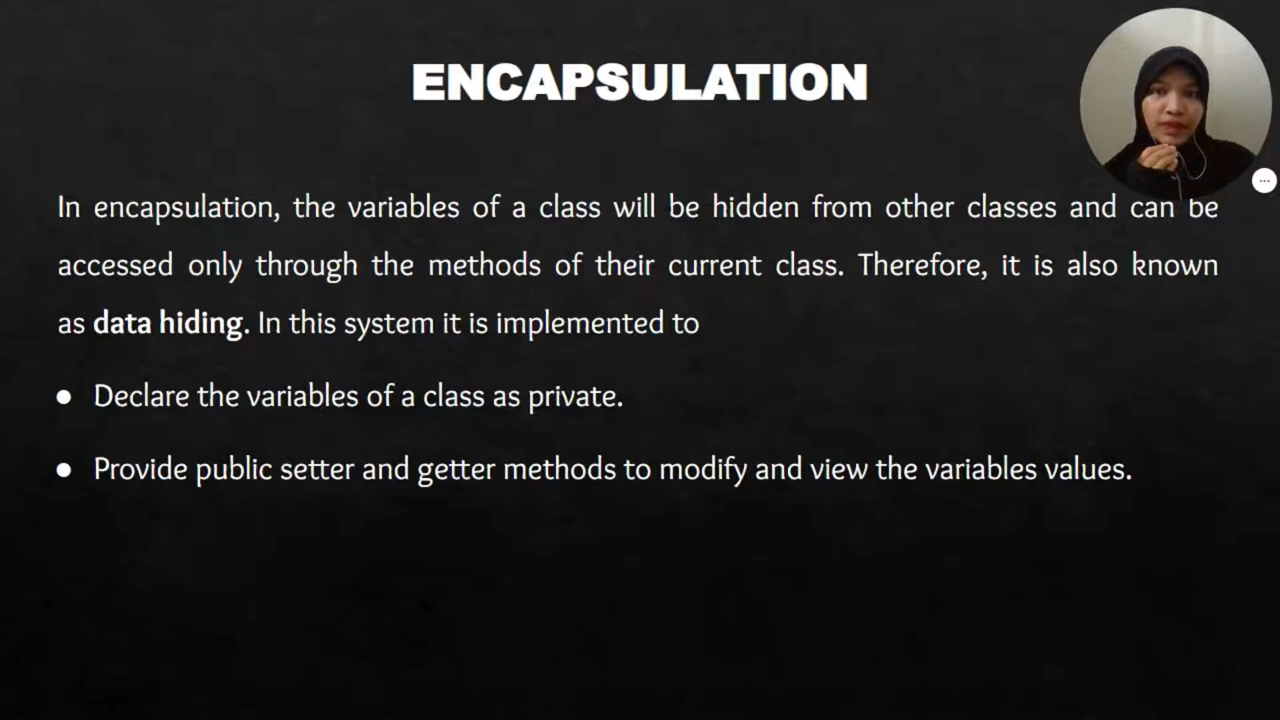 ENCAPSULATION
In encapsulation, the variables of a class will be hidden from other classes and can be
accessed only through the methods of their current class. Therefore, it is also known
as data hiding. In this system it is implemented to
● Declare the variables of a class as private.
● Provide public setter and getter methods to modify and view the variables values.